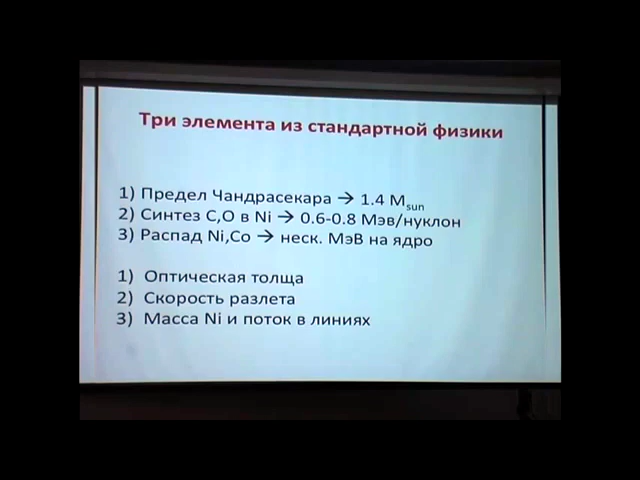 Три элемента из стандартной физики
1) Предел Чандрасекара → 1.4 Msun
2) Синтез С,О в Ni → 0.6-0.8 Мэв/нуклон
3) Распад Ni,Co → неск. МэВ на ядро
1) Оптическая толща
2) Скорость разлета
3) Масса Ni и поток в линиях